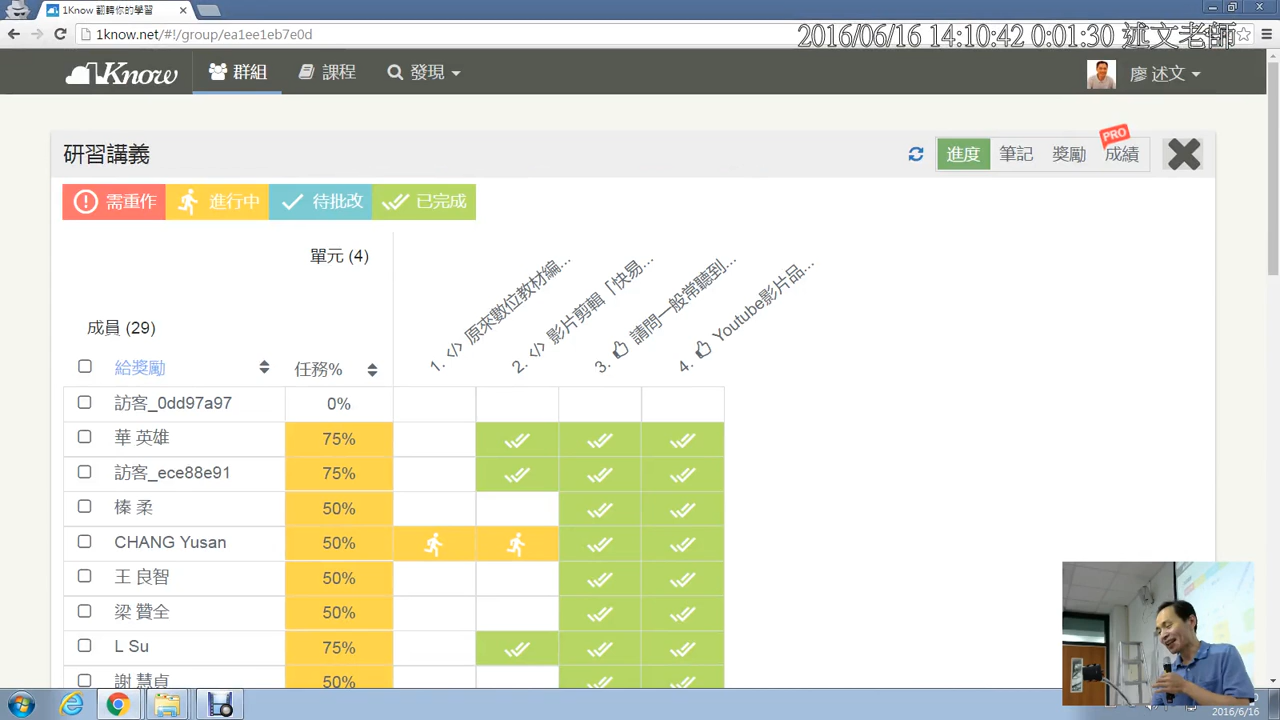 1Know 翻轉你的學習
1know.net/#!/group/ea1ee1eb7e0d
2016/06/16 14:10:42 0:01:30 述文老師
1Know 群組 課程 發現 廖 述文
研習講義 進度 筆記 獎勵 成績 PRO
需重作 進行中 待批改 已完成
單元 (4)
成員 (29)
1. </> 原來數位教材編...
2. </> 影片剪輯「快易...
3. 請問一般常聽到...
4. Youtube影片品...
給獎勵 任務%
訪客_0dd97a97 0%
華 英雄 75%
訪客_ece88e91 75%
榛 柔 50%
CHANG Yusan 50%
王 良智 50%
梁 贊全 50%
L Su 75%
謝 慧貞 50%
2016/6/16